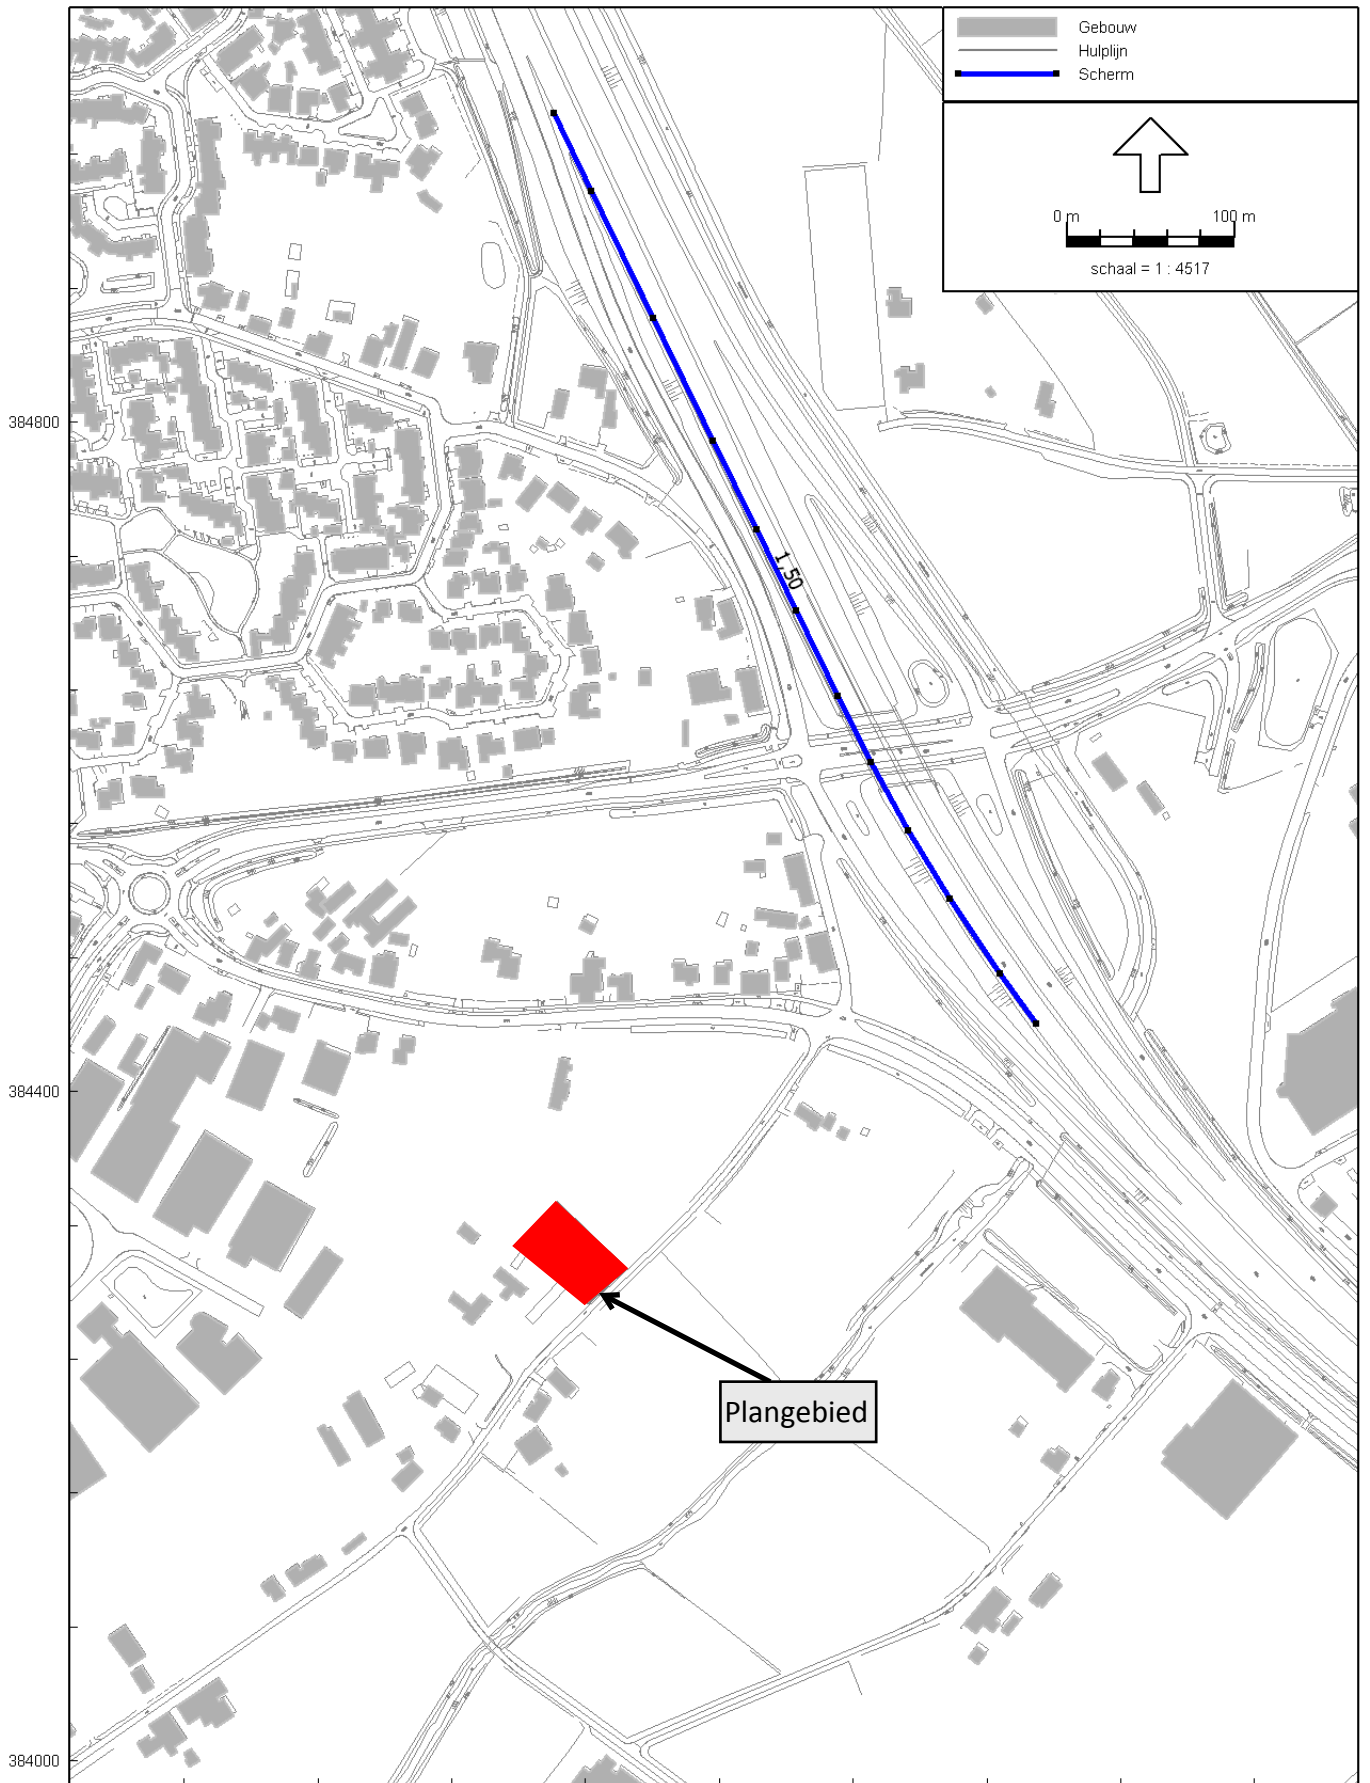 Gebouw
Hulplijn
Scherm
0 m 100 m
schaal = 1 : 4517
384800
1,50
384400
Plangebied
384000